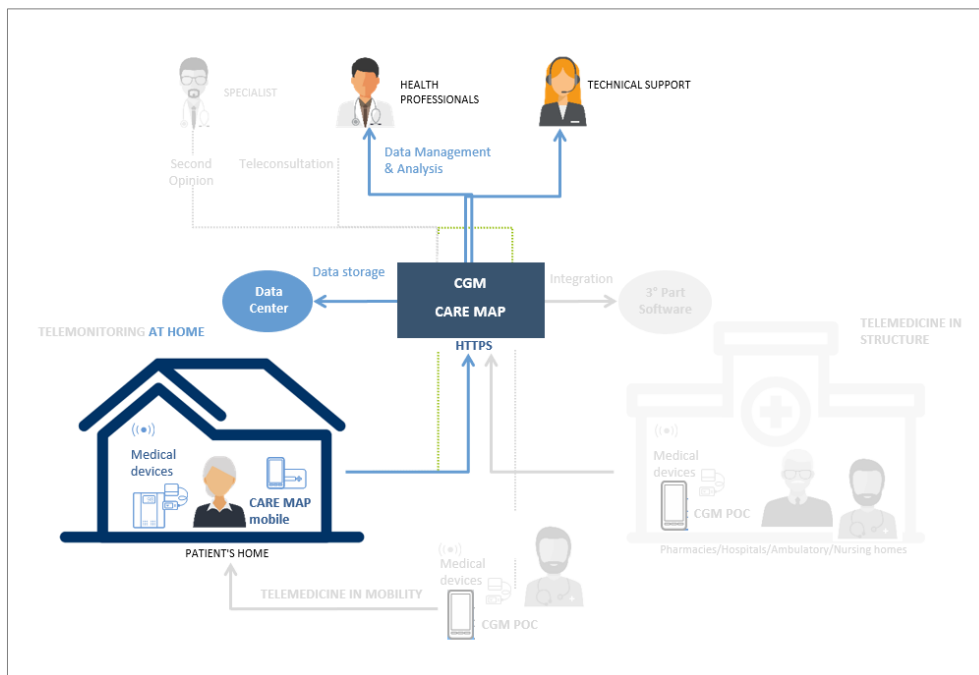 SPECIALIST
HEALTH
PROFESSIONALS
TECHNICAL SUPPORT
Second
Opinion
Teleconsultation
Data Management
& Analysis
Data storage
Data
Center
CGM
CARE MAP
HTTPS
Integration
3° Part
Software
TELEMONITORING AT HOME
TELEMEDICINE IN
STRUCTURE
Medical
devices
CARE MAP
mobile
PATIENT'S HOME
Medical
devices
CGM POC
Pharmacies/Hospitals/Ambulatory/Nursing homes
TELEMEDICINE IN MOBILITY
Medical
devices
CGM POC